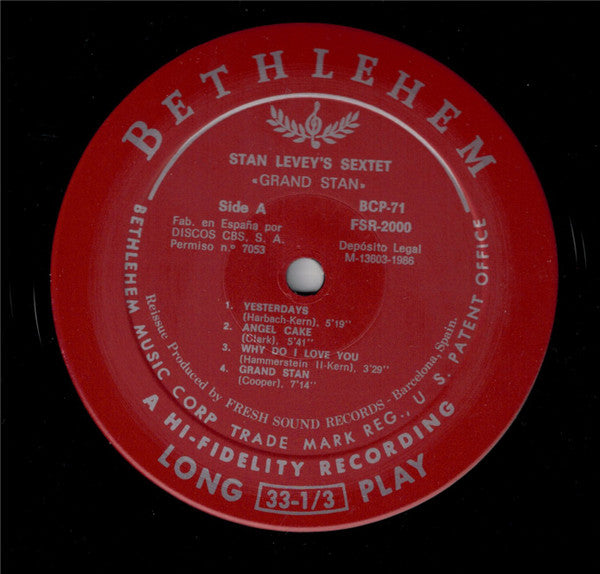 BETHLEHEM
STAN LEVEY'S SEXTET
«GRAND STAN»
Side A
BCP-71
Fab. en España por
DISCOS CBS, S. A.
Permiso n.º 7053
FSR-2000
Depósito Legal
M-13603-1986
1. YESTERDAYS
(Harbach-Kern), 5'19"
2. ANGEL CAKE
(Clark), 5'41"
3. WHY DO I LOVE YOU
(Hammerstein II-Kern), 3'29"
4. GRAND STAN
(Cooper), 7'14"
Reissue Produced by FRESH SOUND RECORDS - Barcelona, Spain.
BETHLEHEM MUSIC CORP. TRADE MARK REG., U. S. PATENT OFFICE
A HI-FIDELITY RECORDING
LONG 33-1/3 PLAY